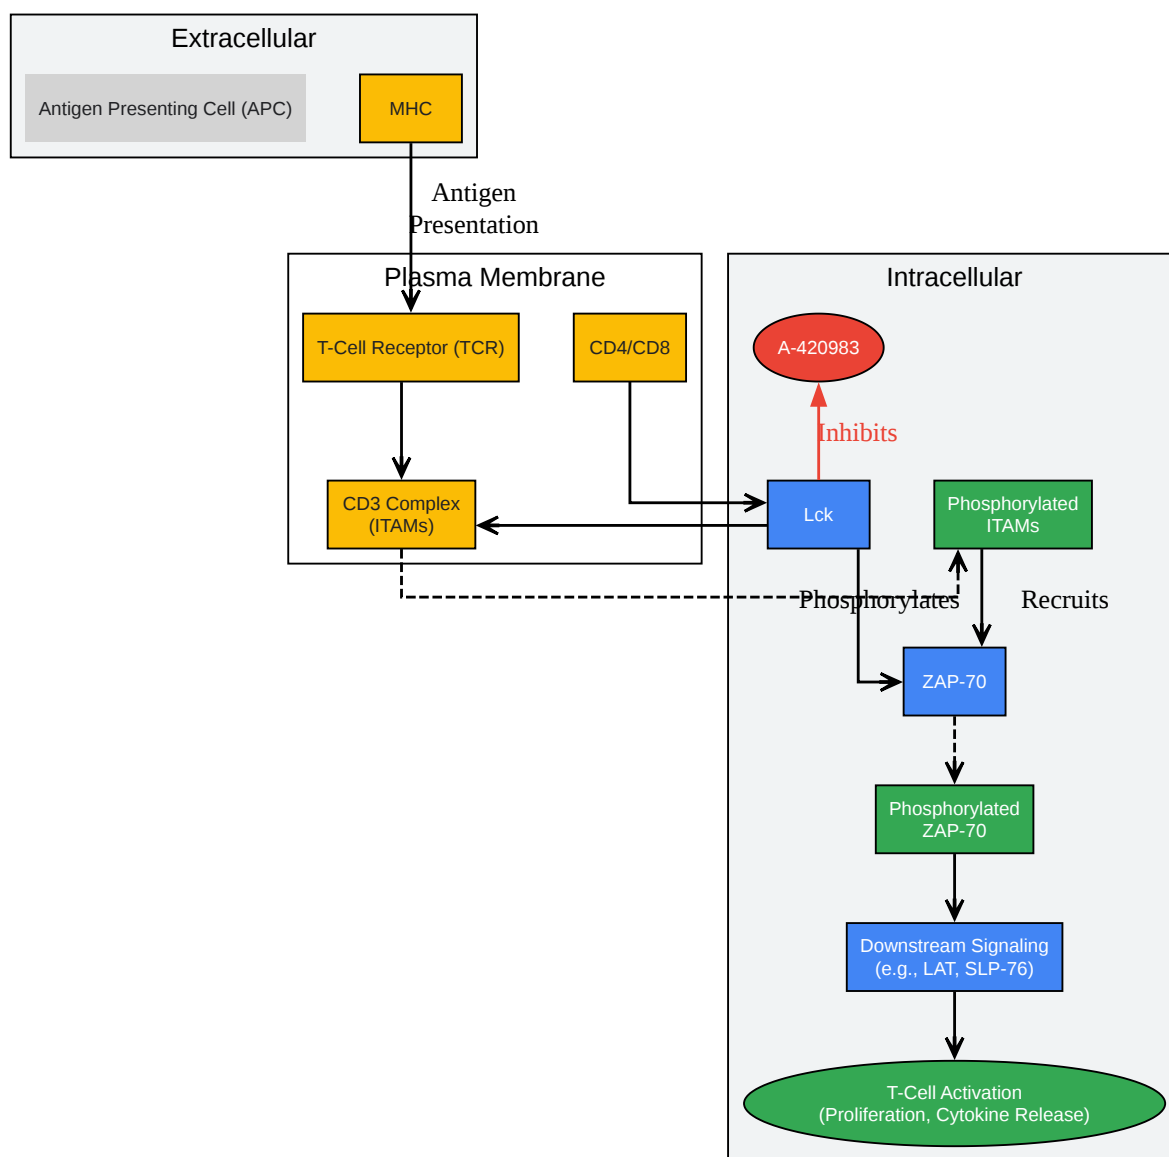 Extracellular
Antigen Presenting Cell (APC)
MHC
Antigen
Presentation
Plasma Membrane
Intracellular
T-Cell Receptor (TCR)
CD4/CD8
A-420983
Inhibits
CD3 Complex
(ITAMs)
Lck
Phosphorylated
ITAMs
Phosphorylates
Recruits
ZAP-70
Phosphorylated
ZAP-70
Downstream Signaling
(e.g., LAT, SLP-76)
T-Cell Activation
(Proliferation, Cytokine Release)